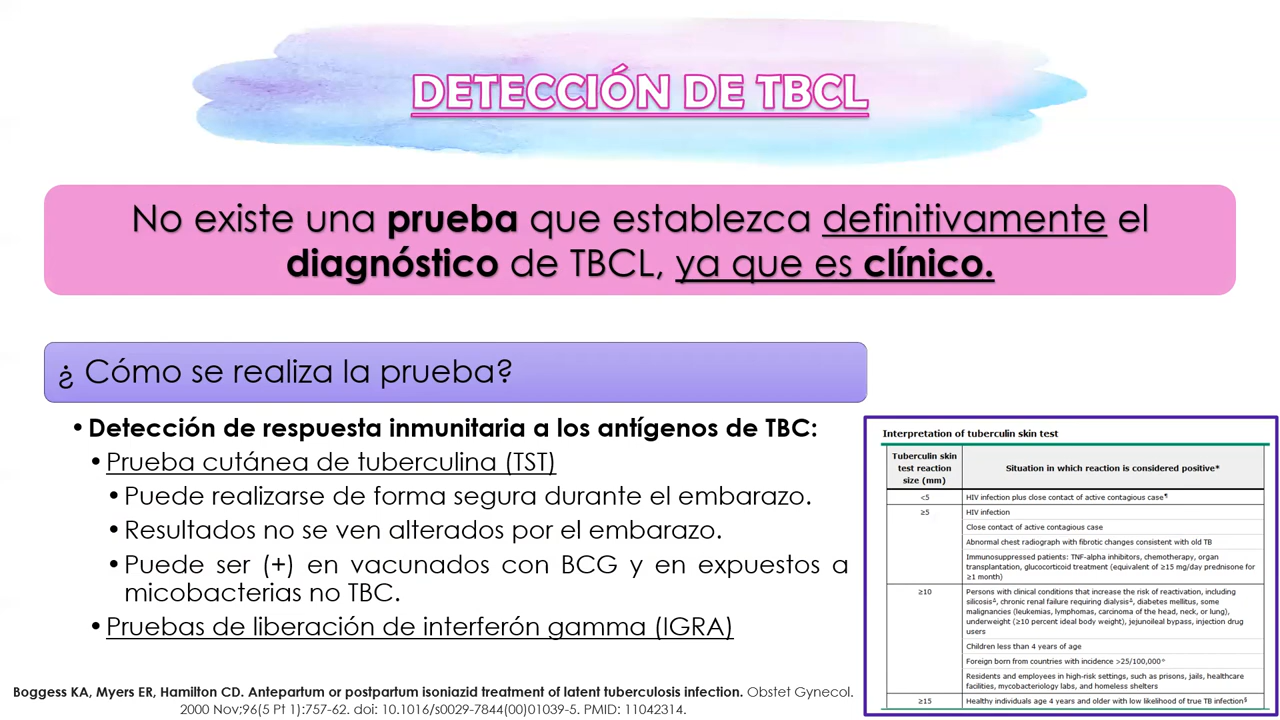 DETECCIÓN DE TBCL
No existe una prueba que establezca definitivamente el
diagnóstico de TBCL, ya que es clínico.
¿ Cómo se realiza la prueba?
• Detección de respuesta inmunitaria a los antígenos de TBC:
• Prueba cutánea de tuberculina (TST)
• Puede realizarse de forma segura durante el embarazo.
• Resultados no se ven alterados por el embarazo.
• Puede ser (+) en vacunados con BCG y en expuestos a
micobacterias no TBC.
• Pruebas de liberación de interferón gamma (IGRA)
Boggess KA, Myers ER, Hamilton CD. Antepartum or postpartum isoniazid treatment of latent tuberculosis infection. Obstet Gynecol.
2000 Nov;96(5 Pt 1):757-62. doi: 10.1016/s0029-7844(00)01039-5. PMID: 11042314.
Interpretation of tuberculin skin test
Tuberculin skin
test reaction
size (mm)
Situation in which reaction is considered positive*
<5
HIV infection plus close contact of active contagious case¶
≥5
HIV infection
Close contact of active contagious case
Abnormal chest radiograph with fibrotic changes consistent with old TB
Immunosuppressed patients: TNF-alpha inhibitors, chemotherapy, organ
transplantation, glucocorticoid treatment (equivalent of ≥15 mg/day prednisone for
≥1 month)
≥10
Persons with clinical conditions that increase the risk of reactivation, including
silicosisΔ, chronic renal failure requiring dialysisΔ, diabetes mellitus, some
malignancies (leukemias, lymphomas, carcinoma of the head, neck, or lung),
underweight (≥10 percent ideal body weight), jejunoileal bypass, injection drug
users
Children less than 4 years of age
Foreign born from countries with incidence >25/100,000◊
Residents and employees in high-risk settings, such as prisons, jails, healthcare
facilities, mycobacteriology labs, and homeless shelters
≥15
Healthy individuals age 4 years and older with low likelihood of true TB infection§